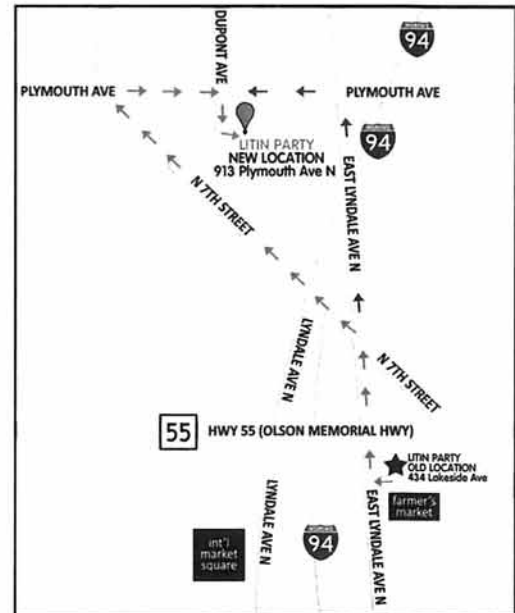 94
DUPONT AVE
PLYMOUTH AVE
PLYMOUTH AVE
94
LITIN PARTY
NEW LOCATION
913 Plymouth Ave N
EAST LYNDALE AVE N
N 7TH STREET
LYNDALE AVE N
N 7TH STREET
55
HWY 55 (OLSON MEMORIAL HWY)
LITIN PARTY
OLD LOCATION
434 Lakeside Ave
farmer's
market
LYNDALE AVE N
EAST LYNDALE AVE N
int'l
market
square
94